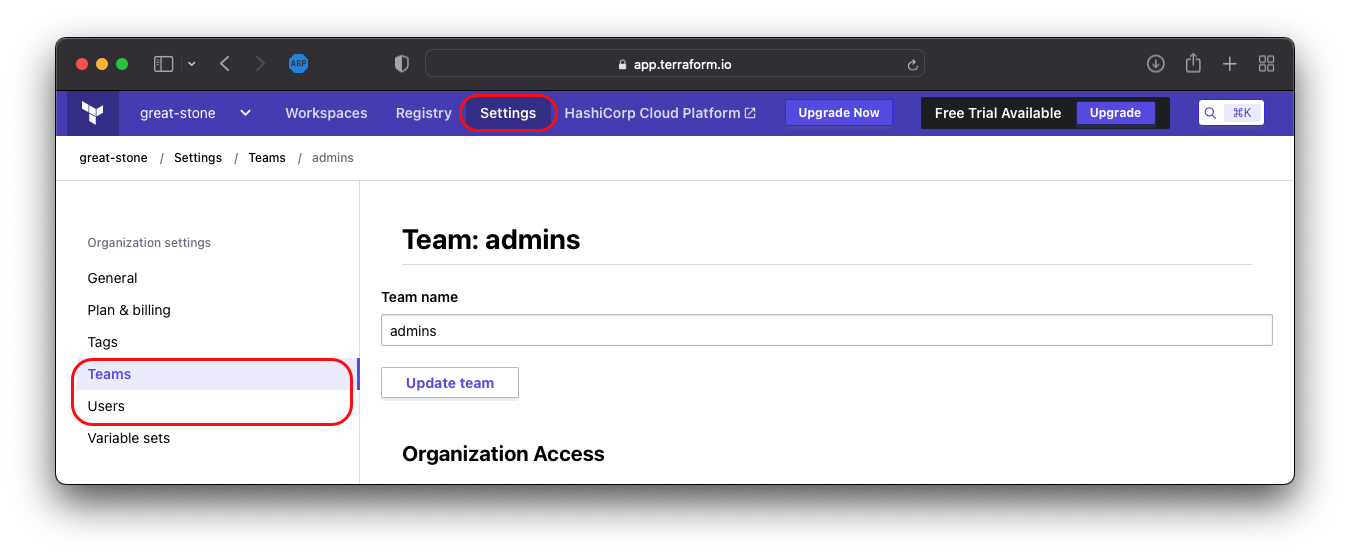 ABP
app.terraform.io
great-stone Workspaces Registry Settings HashiCorp Cloud Platform Upgrade Now Free Trial Available Upgrade ⌘K
great-stone / Settings / Teams / admins
Organization settings
General
Plan & billing
Tags
Teams
Users
Variable sets
Team: admins
Team name
admins
Update team
Organization Access